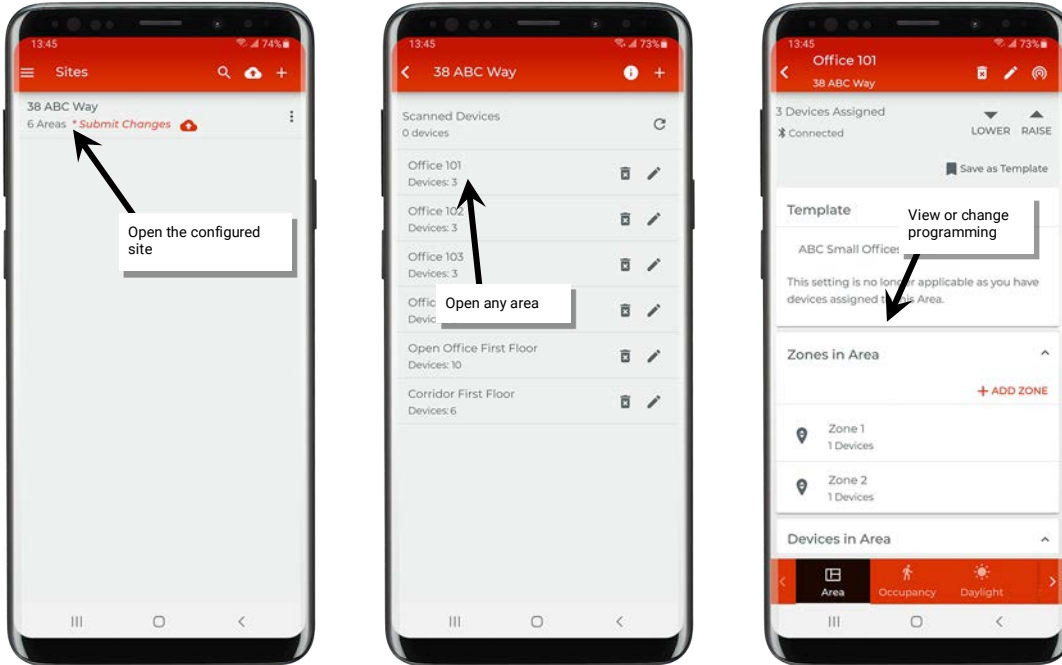 13:45
74%
Sites
38 ABC Way
6 Areas * Submit Changes
Open the configured
site
13:45
73%
38 ABC Way
Scanned Devices
0 devices
Office 101
Devices: 3
Office 102
Devices: 3
Office 103
Devices: 3
Offic
Devic
Open any area
Open Office First Floor
Devices: 10
Corridor First Floor
Devices: 6
13:45
73%
Office 101
38 ABC Way
3 Devices Assigned
Connected
LOWER RAISE
Save as Template
Template
View or change
programming
ABC Small Offices
This setting is no longer applicable as you have
devices assigned to this Area.
Zones in Area
+ ADD ZONE
Zone 1
1 Devices
Zone 2
1 Devices
Devices in Area
Area Occupancy Daylight